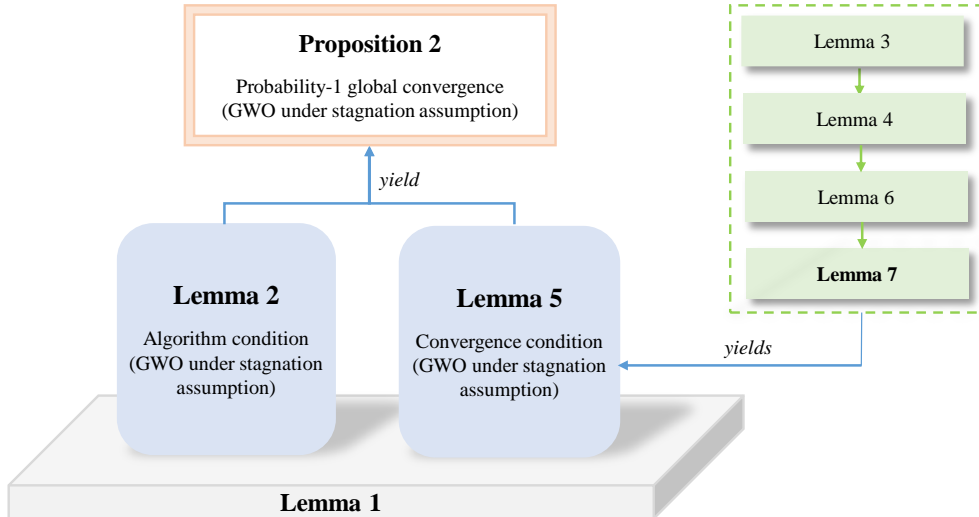 Proposition 2
Probability-1 global convergence
(GWO under stagnation assumption)
yield
Lemma 2
Algorithm condition
(GWO under stagnation
assumption)
Lemma 5
Convergence condition
(GWO under stagnation
assumption)
Lemma 3
Lemma 4
Lemma 6
Lemma 7
yields
Lemma 1